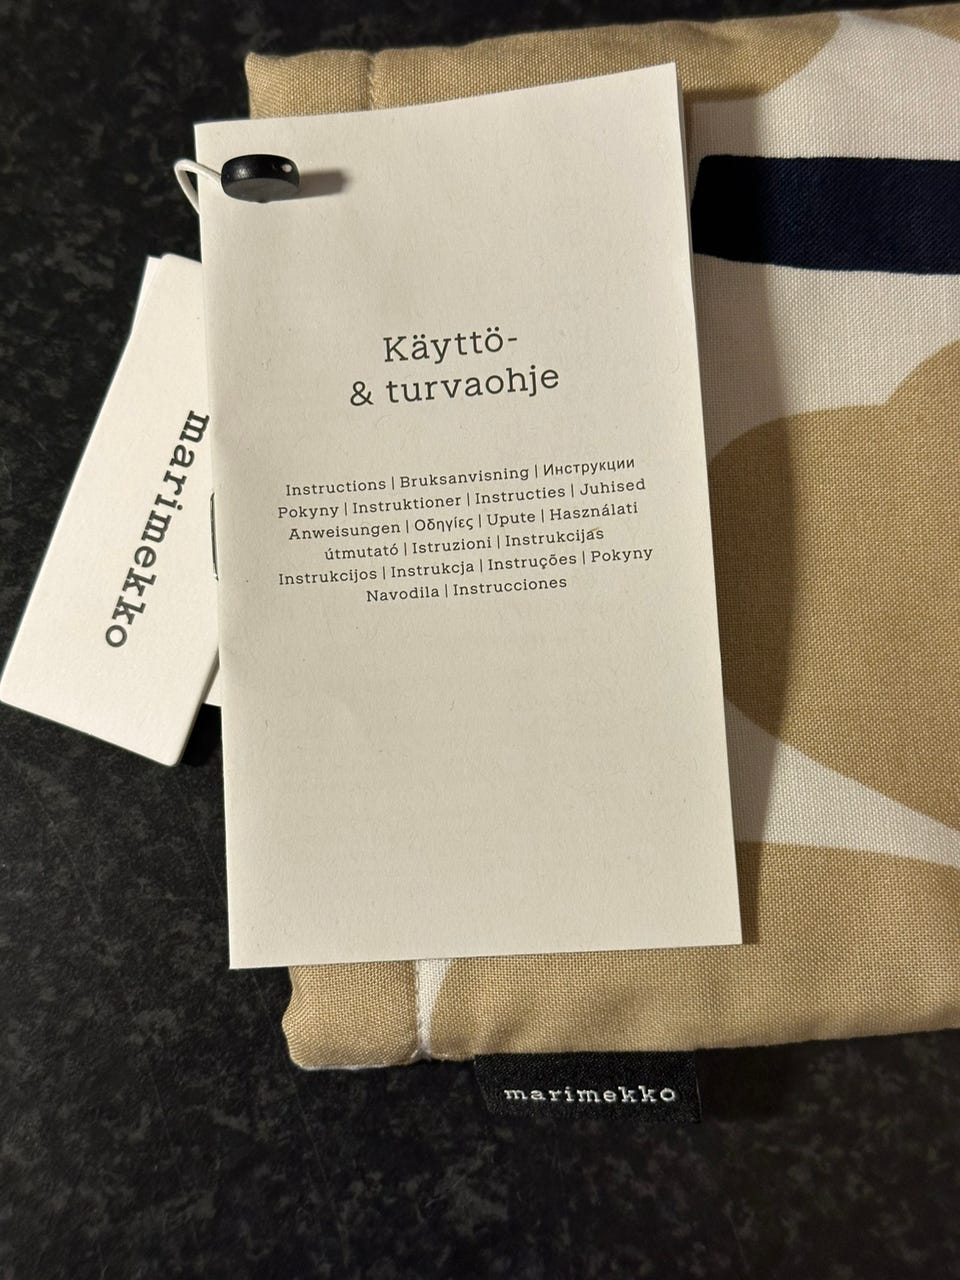 Käyttö-
& turvaohje
Instructions | Bruksanvisning | Инструкции
Pokyny | Instruktioner | Instructies | Juhised
Anweisungen | Οδηγίες | Upute | Használati
útmutató | Istruzioni | Instrukcijas
Instrukcijos | Instrukcja | Instruções | Pokyny
Navodila | Instrucciones
marimekko
marimekko